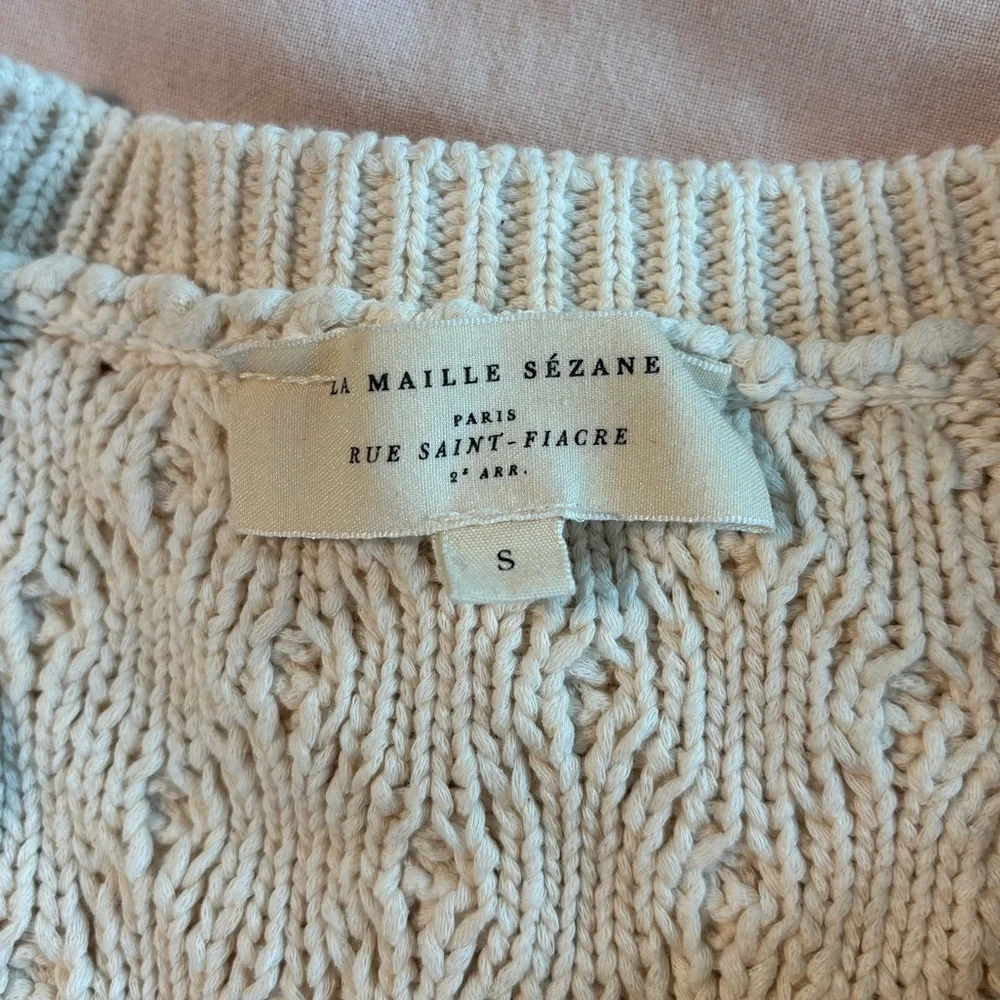 LA MAILLE SÉZANE
PARIS
RUE SAINT-FIACRE
2E ARR.
S